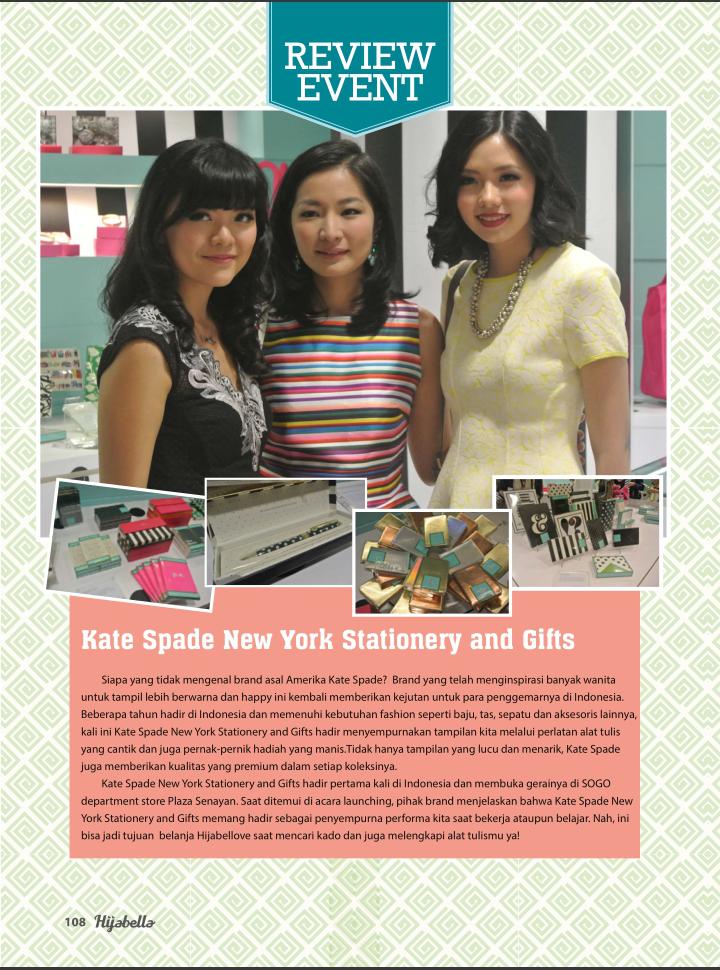 REVIEW
EVENT
Kate Spade New York Stationery and Gifts
Siapa yang tidak mengenal brand asal Amerika Kate Spade?  Brand yang telah menginspirasi banyak wanita
untuk tampil lebih berwarna dan happy ini kembali memberikan kejutan untuk para penggemarnya di Indonesia.
Beberapa tahun hadir di Indonesia dan memenuhi kebutuhan fashion seperti baju, tas, sepatu dan aksesoris lainnya,
kali ini Kate Spade New York Stationery and Gifts hadir menyempurnakan tampilan kita melalui perlatan alat tulis
yang cantik dan juga pernak-pernik hadiah yang manis.Tidak hanya tampilan yang lucu dan menarik, Kate Spade
juga memberikan kualitas yang premium dalam setiap koleksinya.
Kate Spade New York Stationery and Gifts hadir pertama kali di Indonesia dan membuka gerainya di SOGO
department store Plaza Senayan. Saat ditemui di acara launching, pihak brand menjelaskan bahwa Kate Spade New
York Stationery and Gifts memang hadir sebagai penyempurna performa kita saat bekerja ataupun belajar. Nah, ini
bisa jadi tujuan  belanja Hijabellove saat mencari kado dan juga melengkapi alat tulismu ya!
108 Hijabella